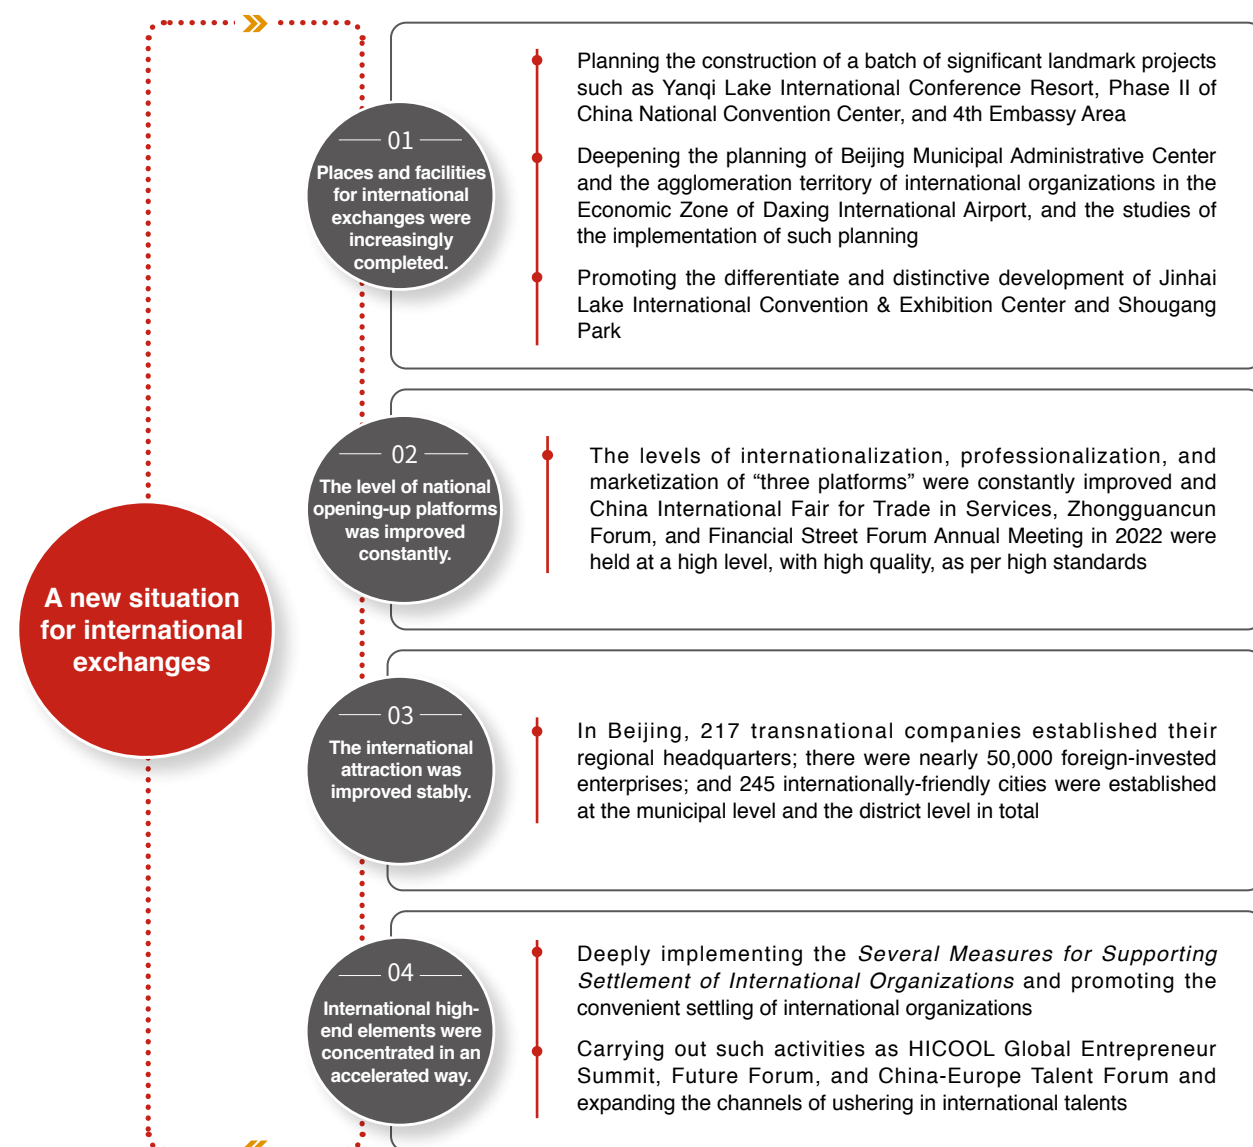 A new situation
for international
exchanges
01
Places and facilities
for international
exchanges were
increasingly
completed.
Planning the construction of a batch of significant landmark projects
such as Yanqi Lake International Conference Resort, Phase II of
China National Convention Center, and 4th Embassy Area
Deepening the planning of Beijing Municipal Administrative Center
and the agglomeration territory of international organizations in the
Economic Zone of Daxing International Airport, and the studies of
the implementation of such planning
Promoting the differentiate and distinctive development of Jinhai
Lake International Convention & Exhibition Center and Shougang
Park
02
The level of national
opening-up platforms
was improved
constantly.
The levels of internationalization, professionalization, and
marketization of “three platforms” were constantly improved and
China International Fair for Trade in Services, Zhongguancun
Forum, and Financial Street Forum Annual Meeting in 2022 were
held at a high level, with high quality, as per high standards
03
The international
attraction was
improved stably.
In Beijing, 217 transnational companies established their
regional headquarters; there were nearly 50,000 foreign-invested
enterprises; and 245 internationally-friendly cities were established
at the municipal level and the district level in total
04
International high-
end elements were
concentrated in an
accelerated way.
Deeply implementing the Several Measures for Supporting
Settlement of International Organizations and promoting the
convenient settling of international organizations
Carrying out such activities as HICOOL Global Entrepreneur
Summit, Future Forum, and China-Europe Talent Forum and
expanding the channels of ushering in international talents